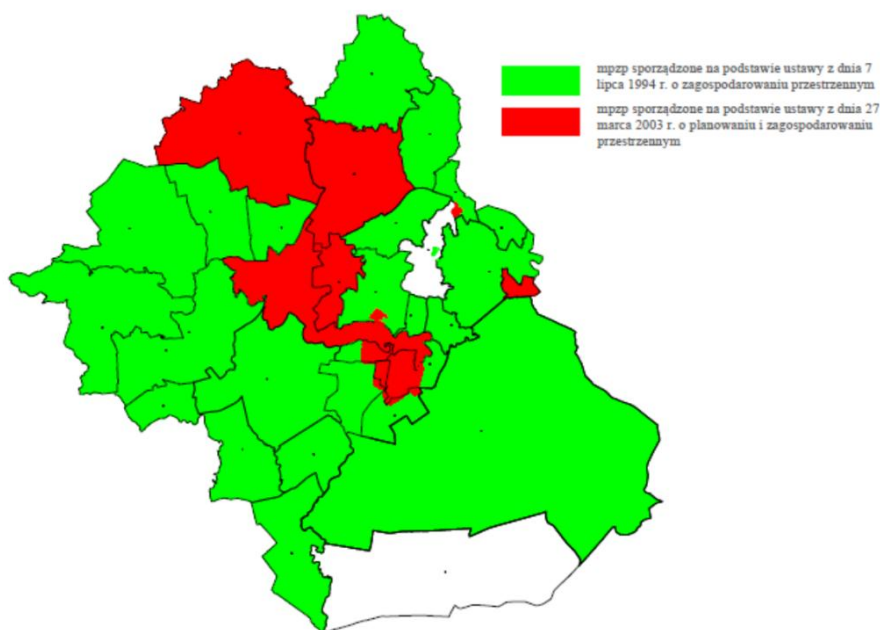 mpzp sporządzone na podstawie ustawy z dnia 7
lipca 1994 r. o zagospodarowaniu przestrzennym
mpzp sporządzone na podstawie ustawy z dnia 27
marca 2003 r. o planowaniu i zagospodarowaniu
przestrzennym